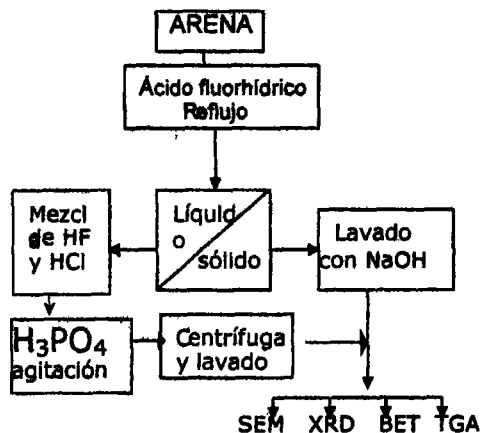 ARENA
Ácido fluorhídrico
Reflujo
Mezcl
de HF
y HCl
Líquid
o
sólido
Lavado
con NaOH
H₃PO₄
agitación
Centrífuga
y lavado
SEM XRD BET TGA